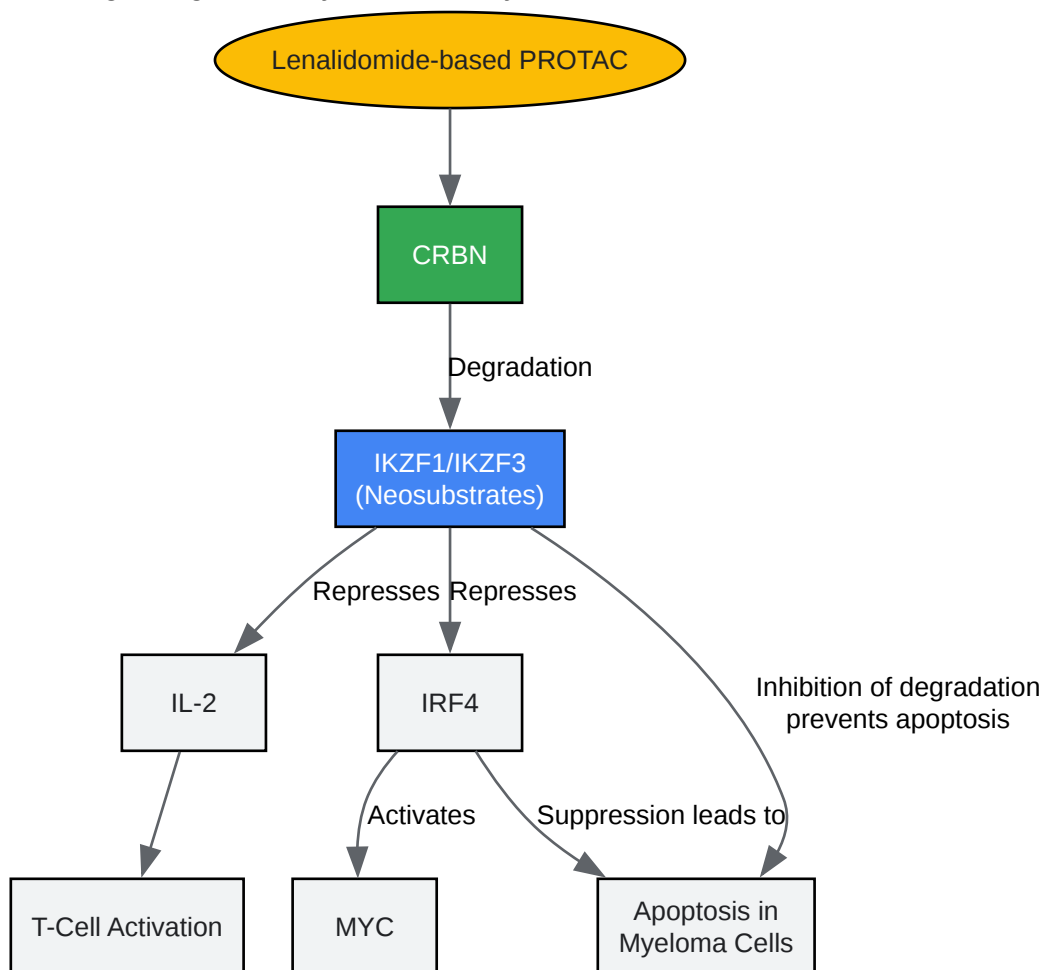 Lenalidomide-based PROTAC
CRBN
Degradation
IKZF1/IKZF3
(Neosubstrates)
Represses
Represses
IL-2
IRF4
Inhibition of degradation
prevents apoptosis
Activates
Suppression leads to
T-Cell Activation
MYC
Apoptosis in
Myeloma Cells